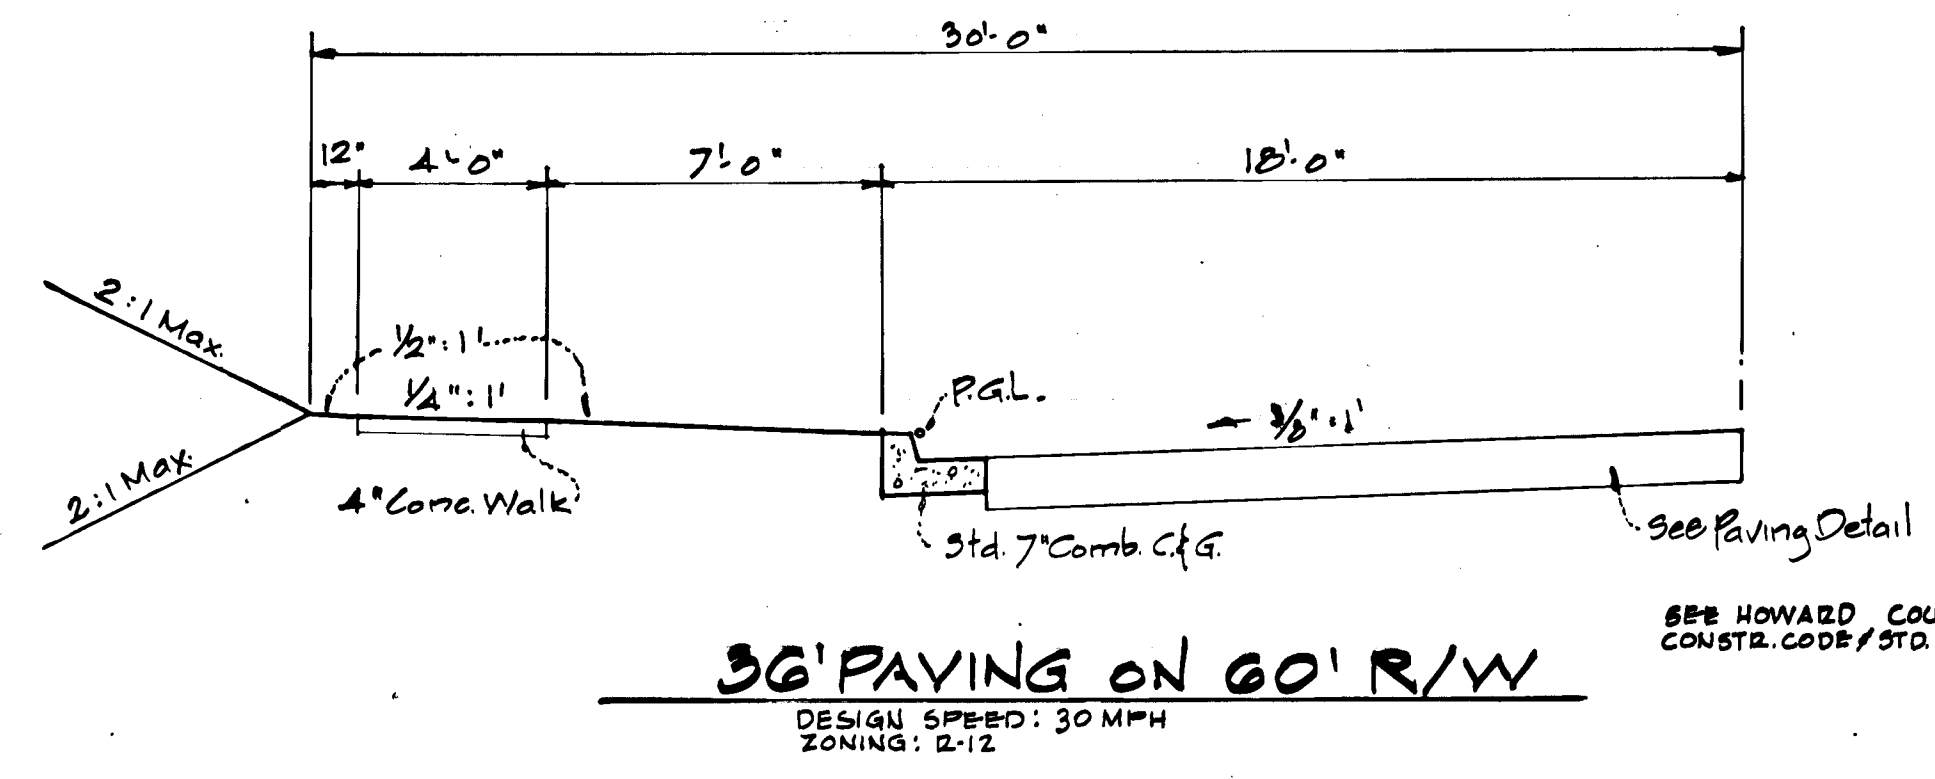 30'-0"
12" 4'-0" 7'-0" 18'-0"
2:1 Max.
1/2":1'
1/4":1'
P.G.L.
3/8":1'
2:1 Max.
4" Conc. Walk
Std. 7" Comb. C.& G.
See Paving Detail
SEE HOWARD COU
CONSTR. CODE & STD.
36' PAVING ON 60' R/W
DESIGN SPEED: 30 MPH
ZONING: R-12